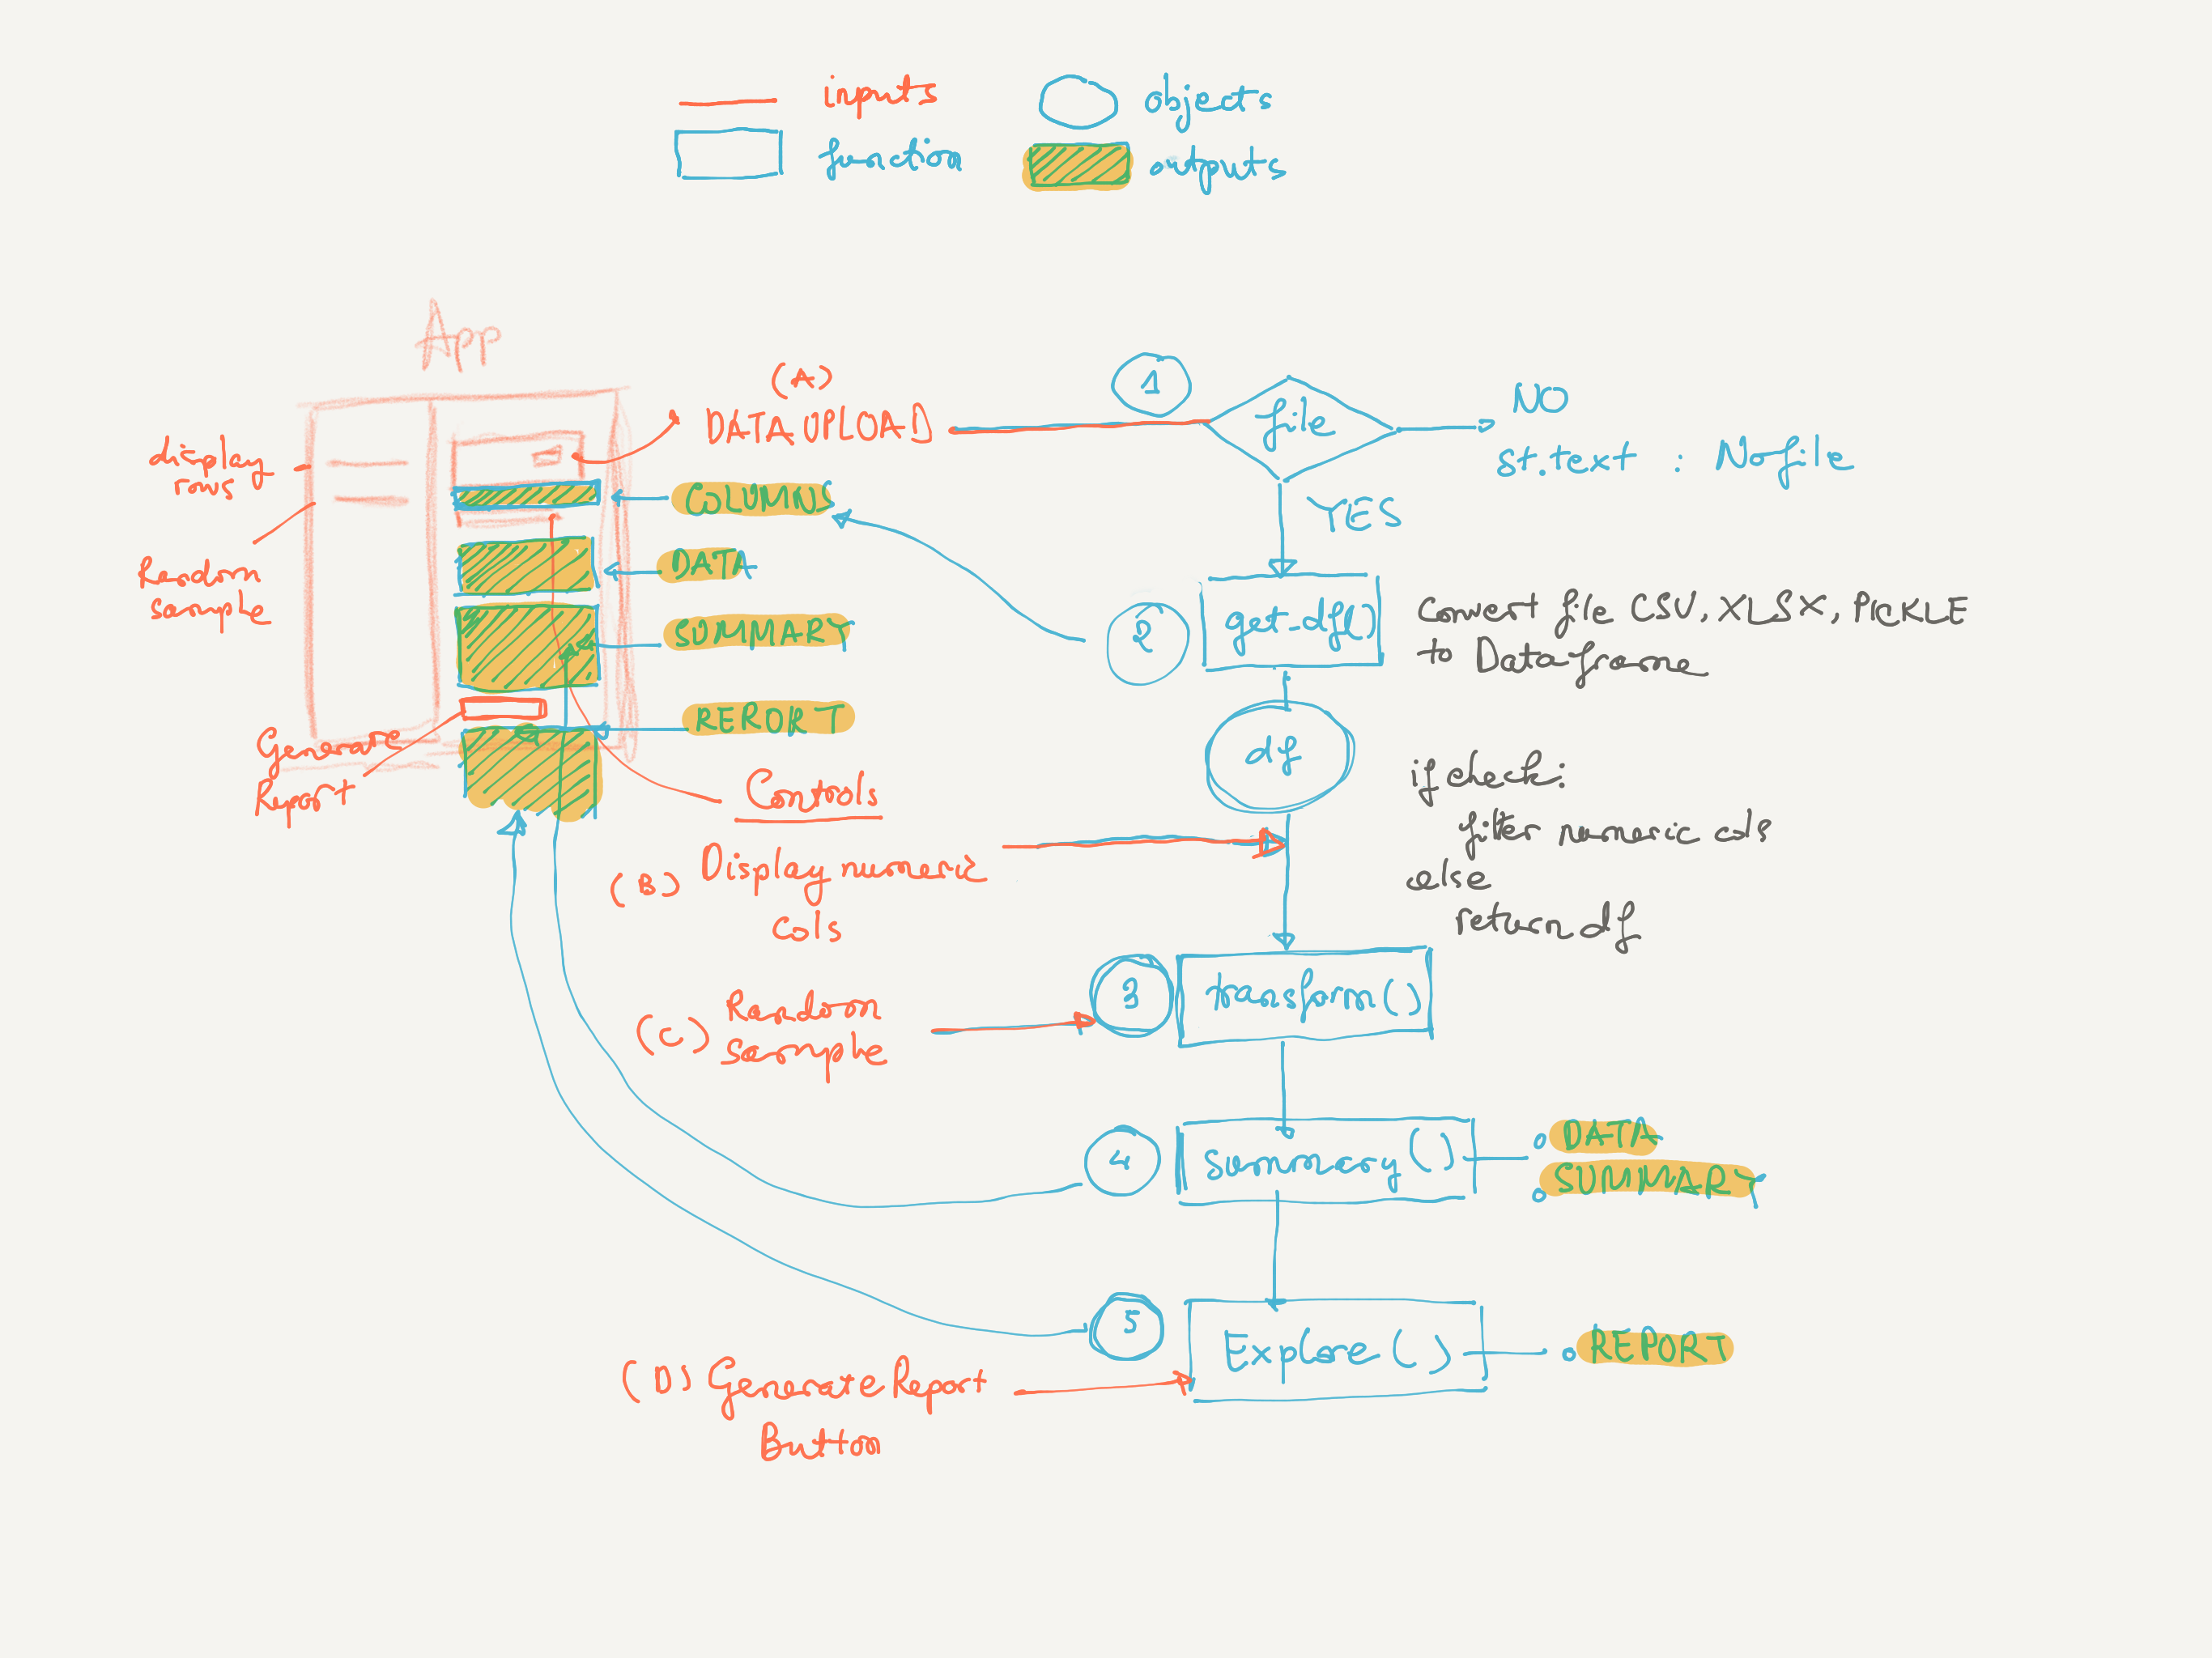 inputs
function
objects
outputs
App
display
rows
Random
sample
Generate
Report
(A)
DATA UPLOAD
COLUMNS
DATA
SUMMARY
REPORT
Controls
(B) Display numeric
cols
(C) Random
sample
(D) Generate Report
Button
1
file
NO
st.text : No file
YES
2
get_df()
Convert file CSV, XLSX, PICKLE
to Dataframe
df
if check:
filter numeric cols
else
return df
3
transform()
4
Summary()
DATA
SUMMARY
5
Explore()
REPORT